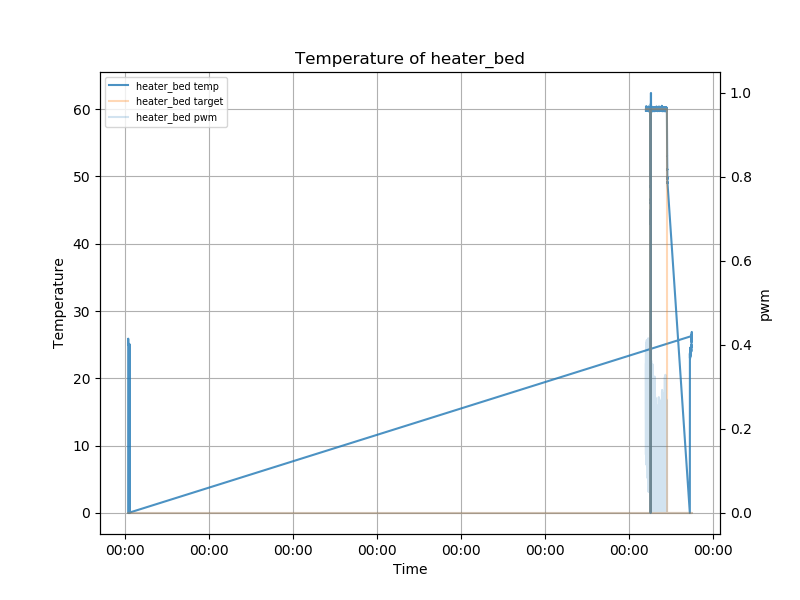 Temperature of heater_bed
heater_bed temp
heater_bed target
heater_bed pwm
60
50
40
30
20
10
0
Temperature
1.0
0.8
0.6
0.4
0.2
0.0
pwm
00:00 00:00 00:00 00:00 00:00 00:00 00:00 00:00
Time